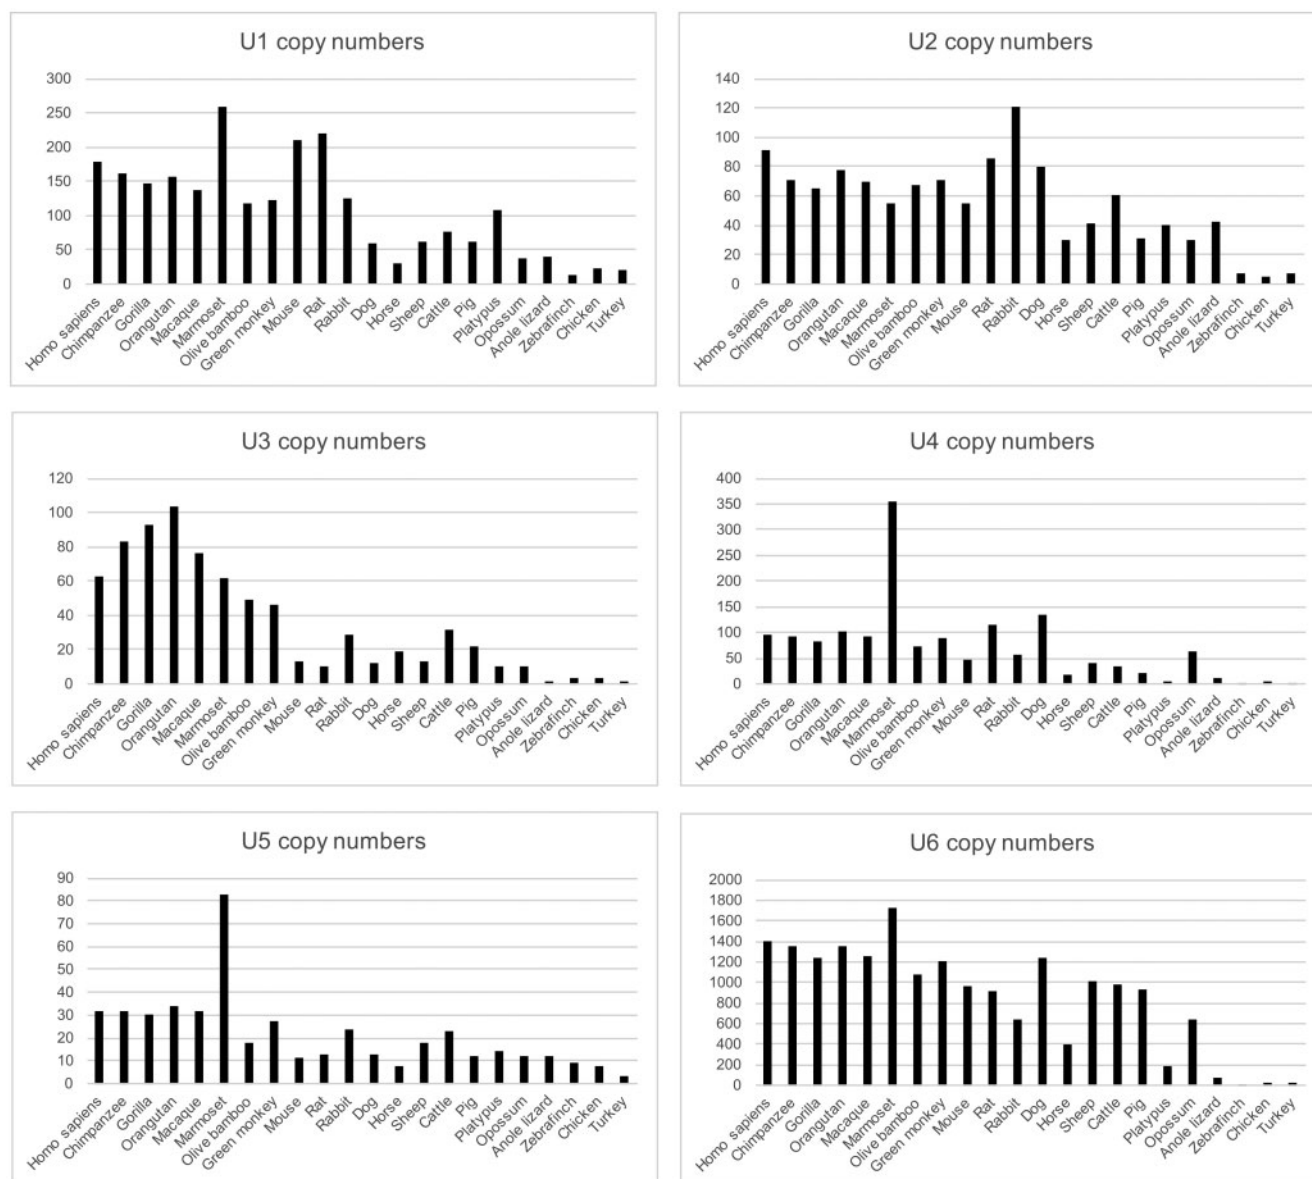 U1 copy numbers
300
250
200
150
100
50
0
Homo sapiens
Chimpanzee
Gorilla
Orangutan
Macaque
Marmoset
Olive bamboo
Green monkey
Mouse
Rat
Rabbit
Dog
Horse
Sheep
Cattle
Pig
Platypus
Opossum
Anole lizard
Zebrafinch
Chicken
Turkey
U2 copy numbers
140
120
100
80
60
40
20
0
Homo sapiens
Chimpanzee
Gorilla
Orangutan
Macaque
Marmoset
Olive bamboo
Green monkey
Mouse
Rat
Rabbit
Dog
Horse
Sheep
Cattle
Pig
Platypus
Opossum
Anole lizard
Zebrafinch
Chicken
Turkey
U3 copy numbers
120
100
80
60
40
20
0
Homo sapiens
Chimpanzee
Gorilla
Orangutan
Macaque
Marmoset
Olive bamboo
Green monkey
Mouse
Rat
Rabbit
Dog
Horse
Sheep
Cattle
Pig
Platypus
Opossum
Anole lizard
Zebrafinch
Chicken
Turkey
U4 copy numbers
400
350
300
250
200
150
100
50
0
Homo sapiens
Chimpanzee
Gorilla
Orangutan
Macaque
Marmoset
Olive bamboo
Green monkey
Mouse
Rat
Rabbit
Dog
Horse
Sheep
Cattle
Pig
Platypus
Opossum
Anole lizard
Zebrafinch
Chicken
Turkey
U5 copy numbers
90
80
70
60
50
40
30
20
10
0
Homo sapiens
Chimpanzee
Gorilla
Orangutan
Macaque
Marmoset
Olive bamboo
Green monkey
Mouse
Rat
Rabbit
Dog
Horse
Sheep
Cattle
Pig
Platypus
Opossum
Anole lizard
Zebrafinch
Chicken
Turkey
U6 copy numbers
2000
1800
1600
1400
1200
1000
800
600
400
200
0
Homo sapiens
Chimpanzee
Gorilla
Orangutan
Macaque
Marmoset
Olive bamboo
Green monkey
Mouse
Rat
Rabbit
Dog
Horse
Sheep
Cattle
Pig
Platypus
Opossum
Anole lizard
Zebrafinch
Chicken
Turkey